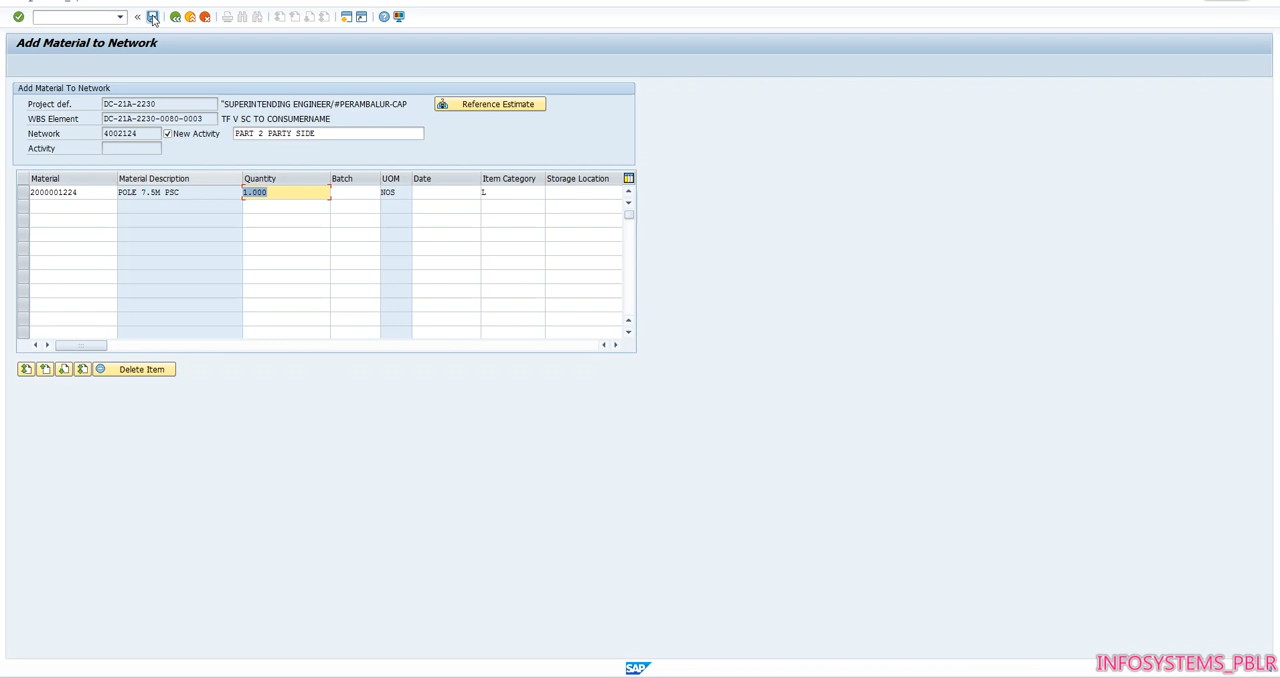 Add Material to Network
Add Material To Network
Project def. DC-21A-2230 "SUPERINTENDING ENGINEER/#PERAMBALUR-CAP Reference Estimate
WBS Element DC-21A-2230-0080-0003 TF V SC TO CONSUMERNAME
Network 4002124 New Activity PART 2 PARTY SIDE
Activity
Material Material Description Quantity Batch UOM Date Item Category Storage Location
2000001224 POLE 7.5M PSC 1.000 NOS L
Delete Item
SAP
INFOSYSTEMS_PBLR